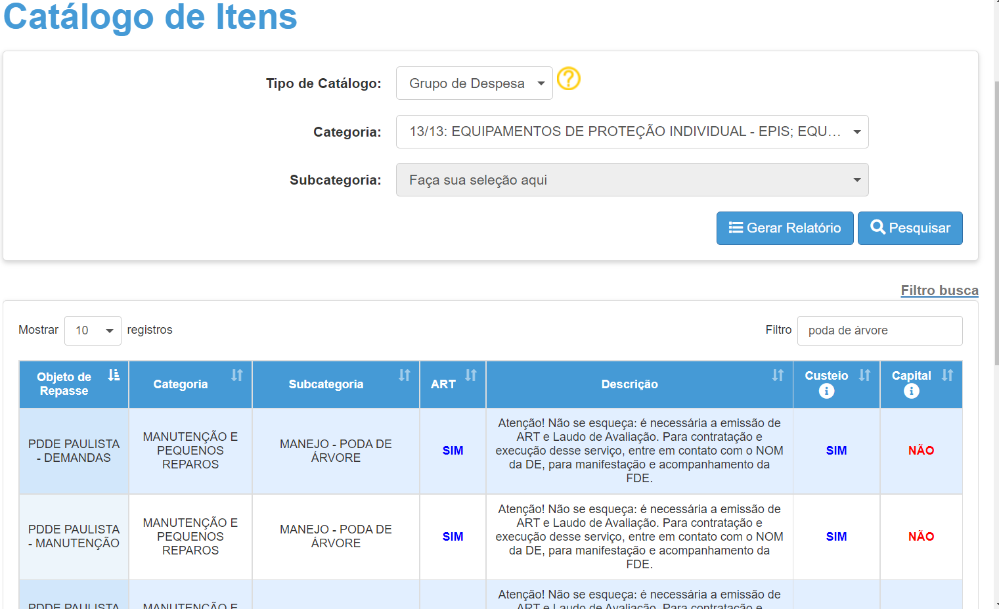 Catálogo de Itens
Tipo de Catálogo:
Grupo de Despesa
Categoria:
13/13: EQUIPAMENTOS DE PROTEÇÃO INDIVIDUAL - EPIS; EQU...
Subcategoria:
Faça sua seleção aqui
Gerar Relatório
Pesquisar
Filtro busca
Mostrar 10 registros
Filtro poda de árvore
Objeto de
Repasse
Categoria
Subcategoria
ART
Descrição
Custeio
Capital
PDDE PAULISTA
- DEMANDAS
MANUTENÇÃO E
PEQUENOS
REPAROS
MANEJO - PODA DE
ÁRVORE
SIM
Atenção! Não se esqueça: é necessária a emissão de
ART e Laudo de Avaliação. Para contratação e
execução desse serviço, entre em contato com o NOM
da DE, para manifestação e acompanhamento da
FDE.
SIM
NÃO
PDDE PAULISTA
- MANUTENÇÃO
MANUTENÇÃO E
PEQUENOS
REPAROS
MANEJO - PODA DE
ÁRVORE
SIM
Atenção! Não se esqueça: é necessária a emissão de
ART e Laudo de Avaliação. Para contratação e
execução desse serviço, entre em contato com o NOM
da DE, para manifestação e acompanhamento da
FDE.
SIM
NÃO
PDDE PAULISTA
MANUTENÇÃO E
Atenção! Não se esqueça: é necessária a emissão de
ART e Laudo de Avaliação. Para contratação e